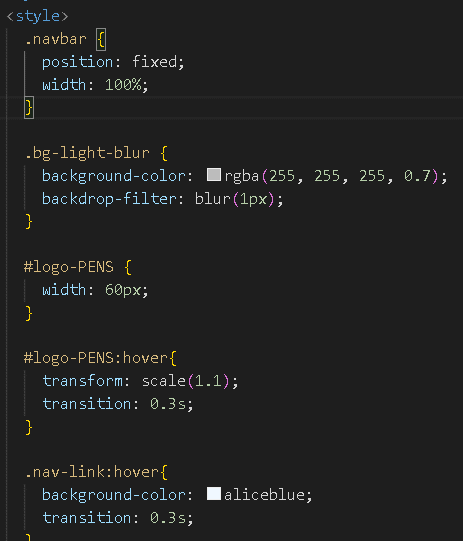 <style>
.navbar {
position: fixed;
width: 100%;
}
.bg-light-blur {
background-color: rgba(255, 255, 255, 0.7);
backdrop-filter: blur(1px);
}
#logo-PENS {
width: 60px;
}
#logo-PENS:hover{
transform: scale(1.1);
transition: 0.3s;
}
.nav-link:hover{
background-color: aliceblue;
transition: 0.3s;
}